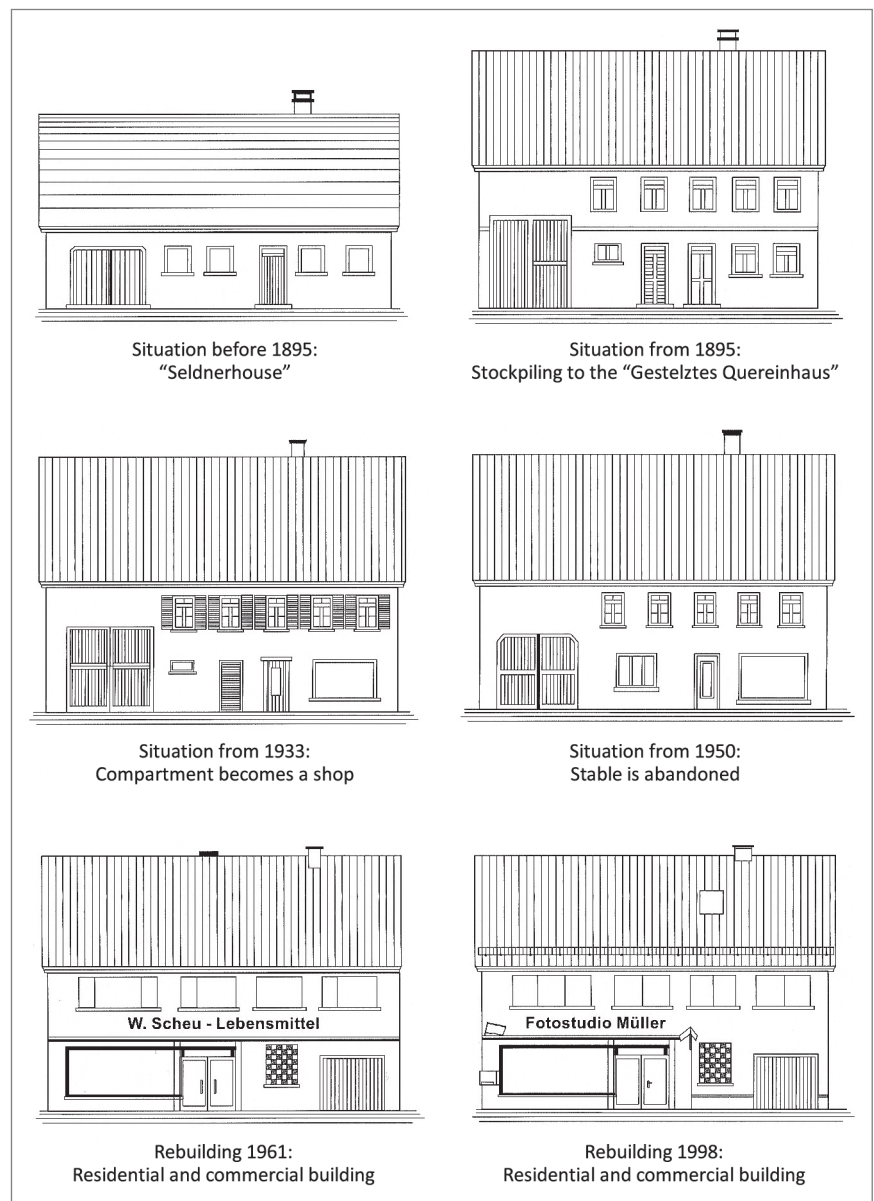 Situation before 1895:
“Seldnerhouse”
Situation from 1895:
Stockpiling to the “Gestelztes Quereinhaus”
Situation from 1933:
Compartment becomes a shop
Situation from 1950:
Stable is abandoned
W. Scheu - Lebensmittel
Rebuilding 1961:
Residential and commercial building
Fotostudio Müller
Rebuilding 1998:
Residential and commercial building